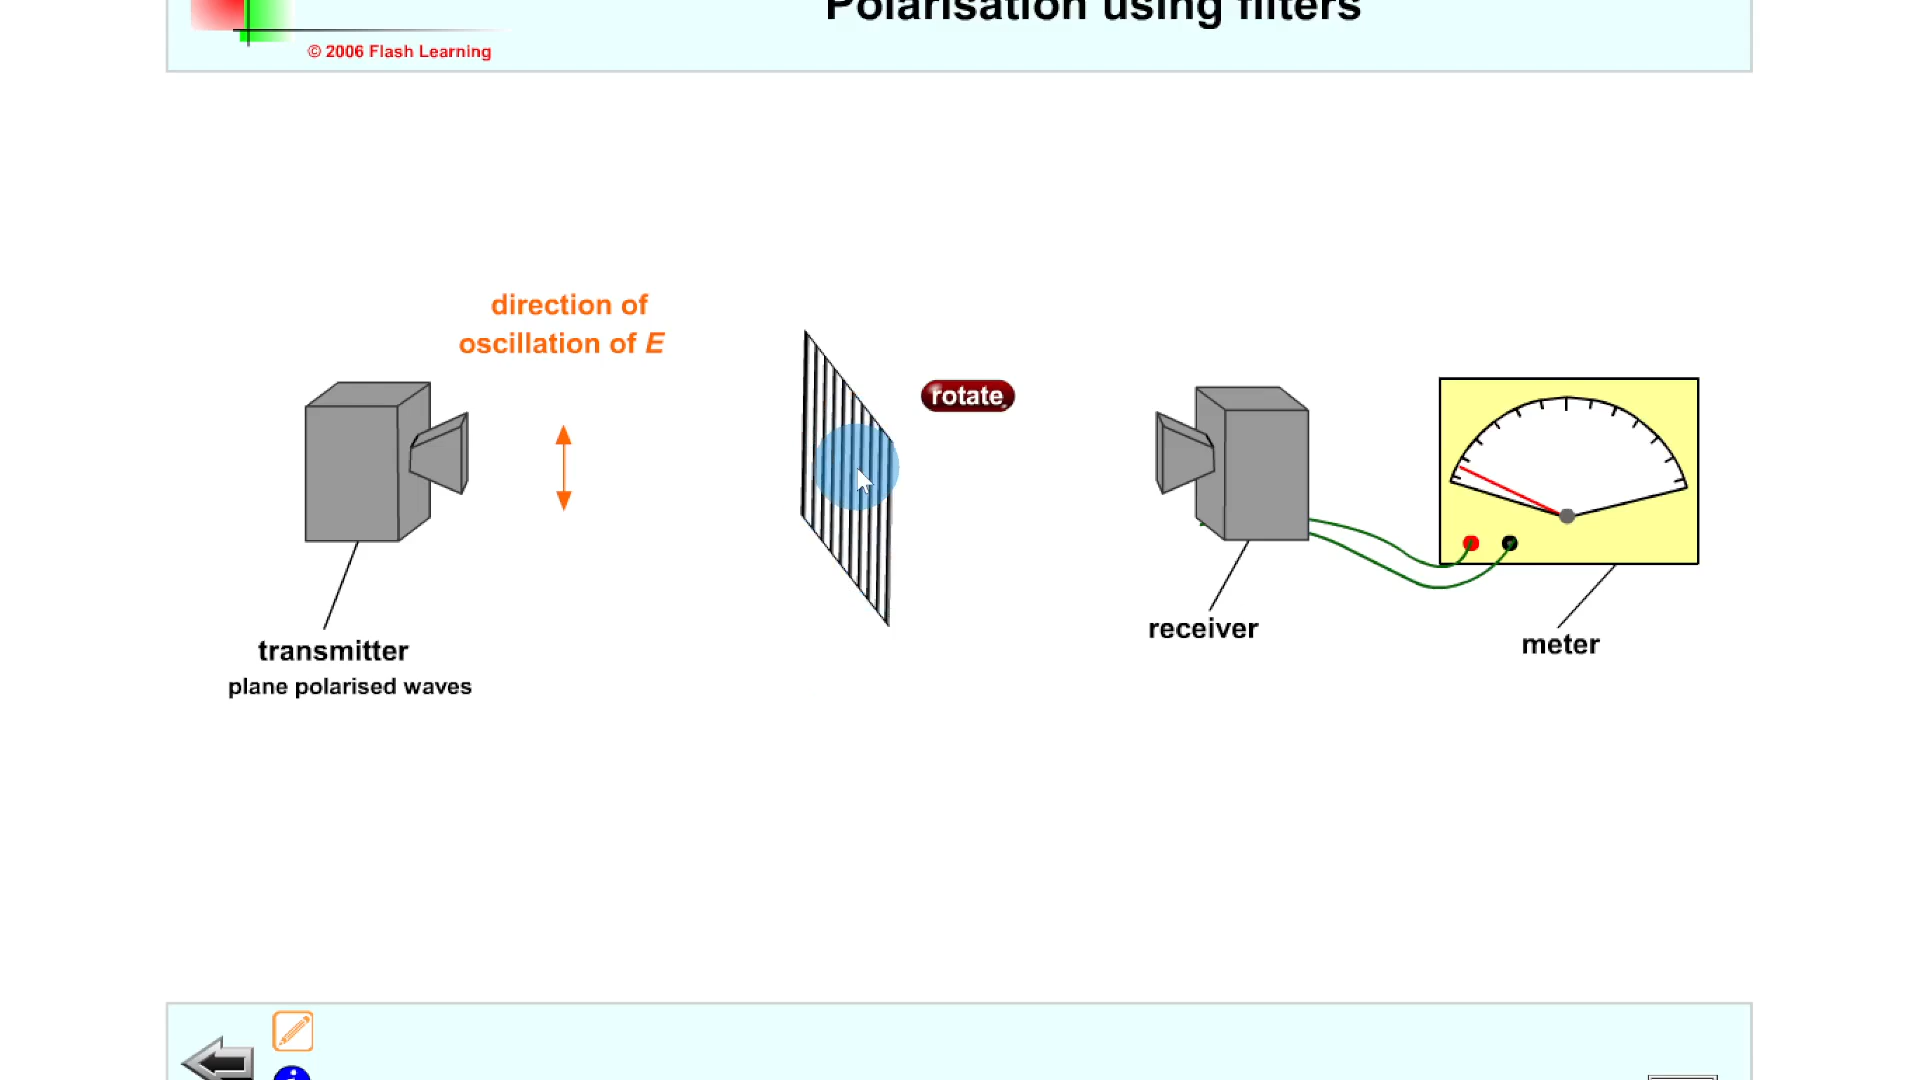 Polarisation using filters
© 2006 Flash Learning
direction of
oscillation of E
rotate
transmitter
plane polarised waves
receiver
meter